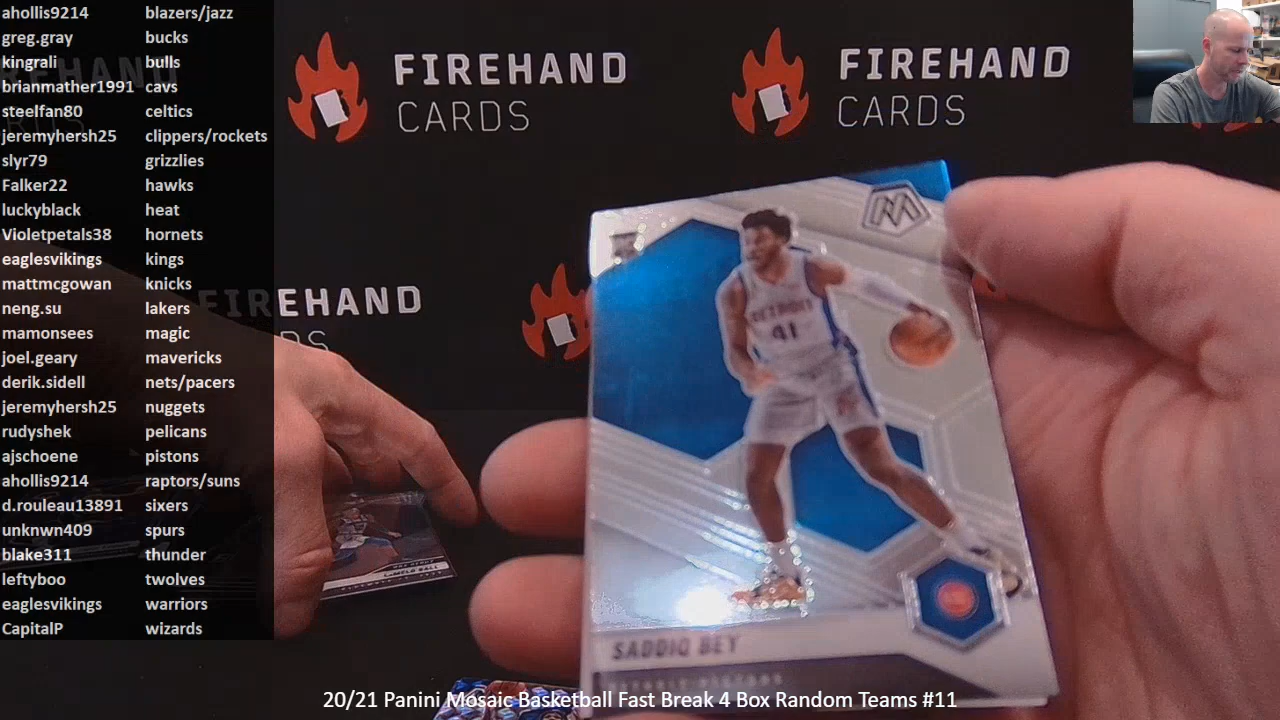 ahollis9214 blazers/jazz
greg.gray bucks
kingrali bulls
brianmather1991 cavs
steelfan80 celtics
jeremyhersh25 clippers/rockets
slyr79 grizzlies
Falker22 hawks
luckyblack heat
Violetpetals38 hornets
eaglesvikings kings
mattmcgowan knicks
neng.su lakers
mamonsees magic
joel.geary mavericks
derik.sidell nets/pacers
jeremyhersh25 nuggets
rudyshek pelicans
ajschoene pistons
ahollis9214 raptors/suns
d.rouleau13891 sixers
unknwn409 spurs
blake311 thunder
leftyboo twolves
eaglesvikings warriors
CapitalP wizards
FIREHAND
CARDS
FIREHAND
CARDS
FIREHAND
CARDS
DETROIT
41
SADDIQ BEY
LAMELO BALL
20/21 Panini Mosaic Basketball Fast Break 4 Box Random Teams #11